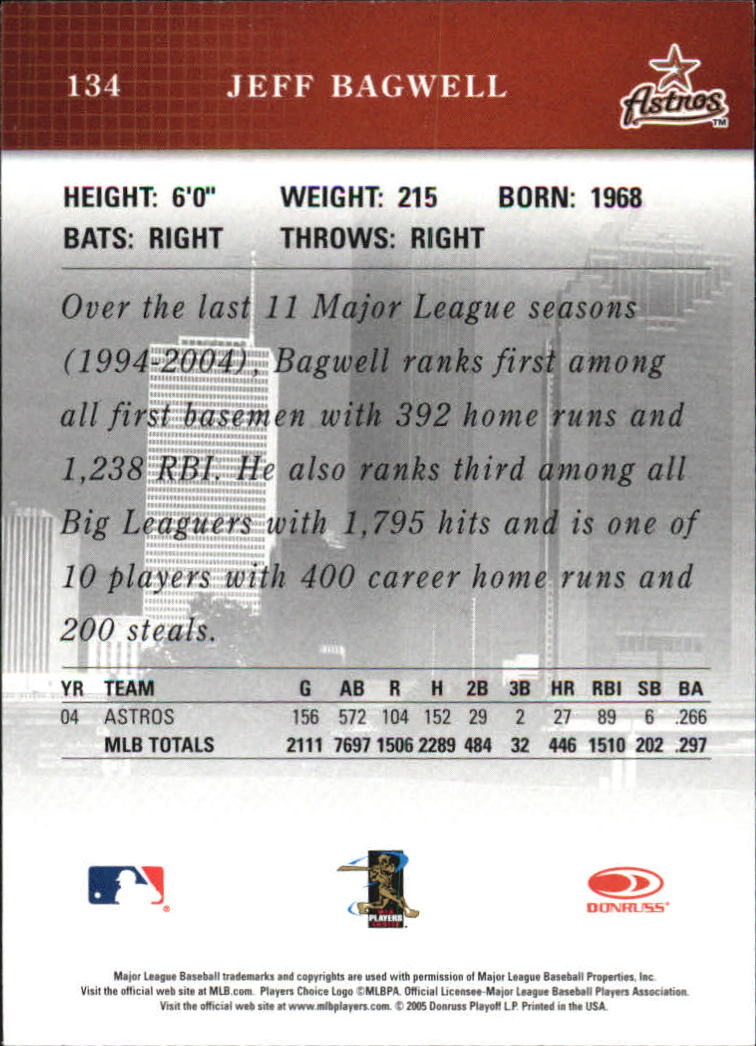 134 JEFF BAGWELL Astros TM
HEIGHT: 6'0" WEIGHT: 215 BORN: 1968
BATS: RIGHT THROWS: RIGHT
Over the last 11 Major League seasons
(1994-2004), Bagwell ranks first among
all first basemen with 392 home runs and
1,238 RBI. He also ranks third among all
Big Leaguers with 1,795 hits and is one of
10 players with 400 career home runs and
200 steals.
YR TEAM G AB R H 2B 3B HR RBI SB BA
04 ASTROS 156 572 104 152 29 2 27 89 6 .266
MLB TOTALS 2111 7697 1506 2289 484 32 446 1510 202 .297
PLAYERS
CHOICE
DONRUSS®
Major League Baseball trademarks and copyrights are used with permission of Major League Baseball Properties, Inc.
Visit the official web site at MLB.com. Players Choice Logo ©MLBPA. Official Licensee-Major League Baseball Players Association.
Visit the official web site at www.mlbplayers.com. © 2005 Donruss Playoff L.P. Printed in the USA.